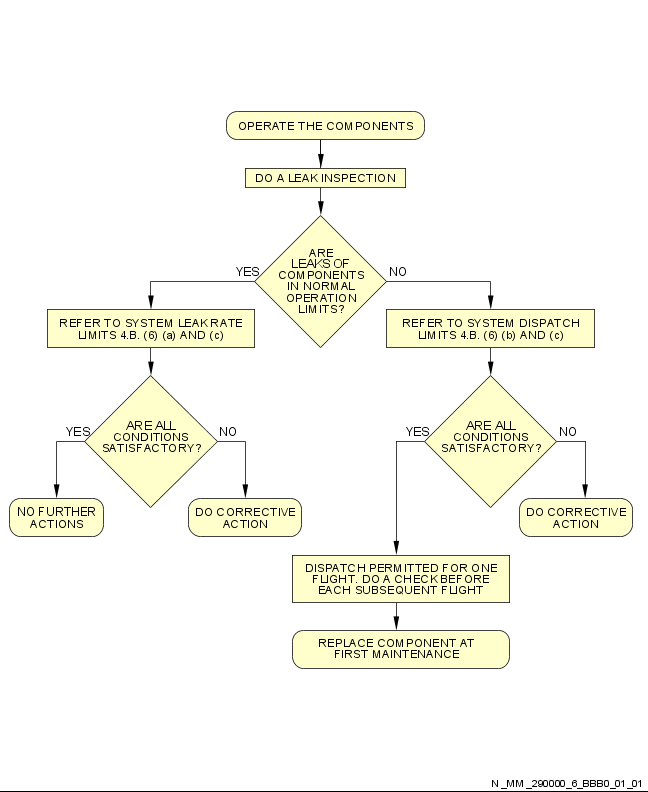 OPERATE THE COMPONENTS
DO A LEAK INSPECTION
ARE
LEAKS OF
COMPONENTS
IN NORMAL
OPERATION
LIMITS?
YES
NO
REFER TO SYSTEM LEAK RATE
LIMITS 4.B. (6) (a) AND (c)
REFER TO SYSTEM DISPATCH
LIMITS 4.B. (6) (b) AND (c)
ARE ALL
CONDITIONS
SATISFACTORY?
YES
NO
ARE ALL
CONDITIONS
SATISFACTORY?
YES
NO
NO FURTHER
ACTIONS
DO CORRECTIVE
ACTION
DO CORRECTIVE
ACTION
DISPATCH PERMITTED FOR ONE
FLIGHT. DO A CHECK BEFORE
EACH SUBSEQUENT FLIGHT
REPLACE COMPONENT AT
FIRST MAINTENANCE
N_MM_290000_6_BBB0_01_01